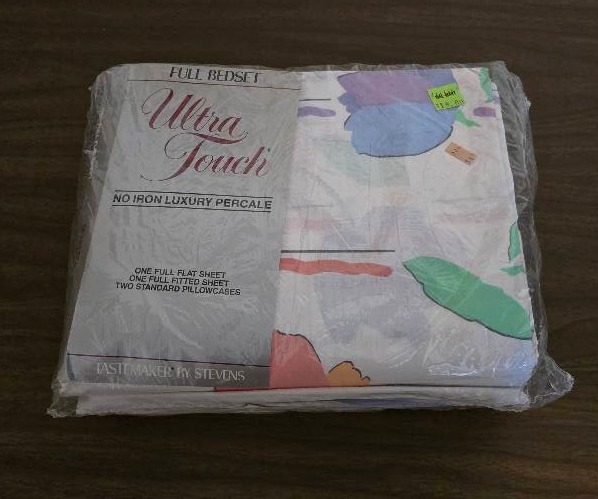 FULL BEDSET
Ultra
Touch
NO IRON LUXURY PERCALE
ONE FULL FLAT SHEET
ONE FULL FITTED SHEET
TWO STANDARD PILLOWCASES
TASTEMAKER BY STEVENS